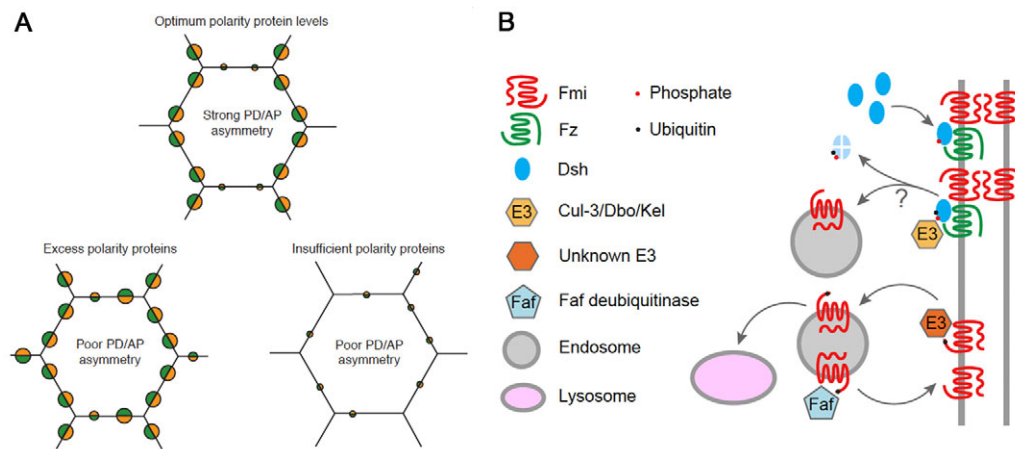 A
Optimum polarity protein levels
Strong PD/AP
asymmetry
Excess polarity proteins
Poor PD/AP
asymmetry
Insufficient polarity proteins
Poor PD/AP
asymmetry
B
Fmi
Phosphate
Fz
Ubiquitin
Dsh
E3
Cul-3/Dbo/Kel
E3
Unknown E3
Faf
Faf deubiquitinase
Endosome
Lysosome
?
E3
E3
Faf